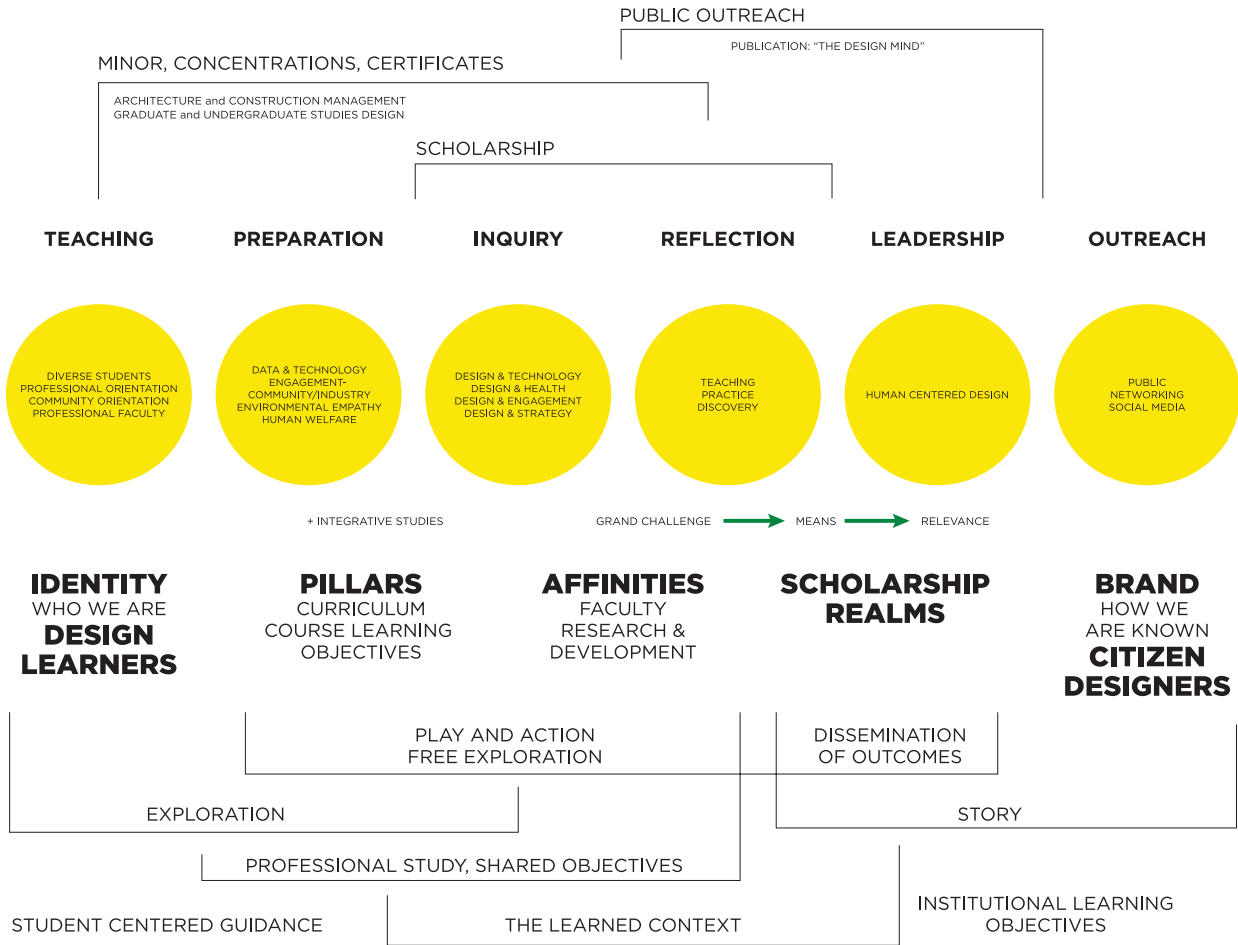 PUBLIC OUTREACH
PUBLICATION: “THE DESIGN MIND”
MINOR, CONCENTRATIONS, CERTIFICATES
ARCHITECTURE and CONSTRUCTION MANAGEMENT
GRADUATE and UNDERGRADUATE STUDIES DESIGN
SCHOLARSHIP
TEACHING
PREPARATION
INQUIRY
REFLECTION
LEADERSHIP
OUTREACH
DIVERSE STUDENTS
PROFESSIONAL ORIENTATION
COMMUNITY ORIENTATION
PROFESSIONAL FACULTY
DATA & TECHNOLOGY
ENGAGEMENT-
COMMUNITY/INDUSTRY
ENVIRONMENTAL EMPATHY
HUMAN WELFARE
DESIGN & TECHNOLOGY
DESIGN & HEALTH
DESIGN & ENGAGEMENT
DESIGN & STRATEGY
TEACHING
PRACTICE
DISCOVERY
HUMAN CENTERED DESIGN
PUBLIC
NETWORKING
SOCIAL MEDIA
+ INTEGRATIVE STUDIES
GRAND CHALLENGE
MEANS
RELEVANCE
IDENTITY
WHO WE ARE
DESIGN
LEARNERS
PILLARS
CURRICULUM
COURSE LEARNING
OBJECTIVES
AFFINITIES
FACULTY
RESEARCH &
DEVELOPMENT
SCHOLARSHIP
REALMS
BRAND
HOW WE
ARE KNOWN
CITIZEN
DESIGNERS
PLAY AND ACTION
FREE EXPLORATION
DISSEMINATION
OF OUTCOMES
EXPLORATION
STORY
PROFESSIONAL STUDY, SHARED OBJECTIVES
STUDENT CENTERED GUIDANCE
THE LEARNED CONTEXT
INSTITUTIONAL LEARNING
OBJECTIVES